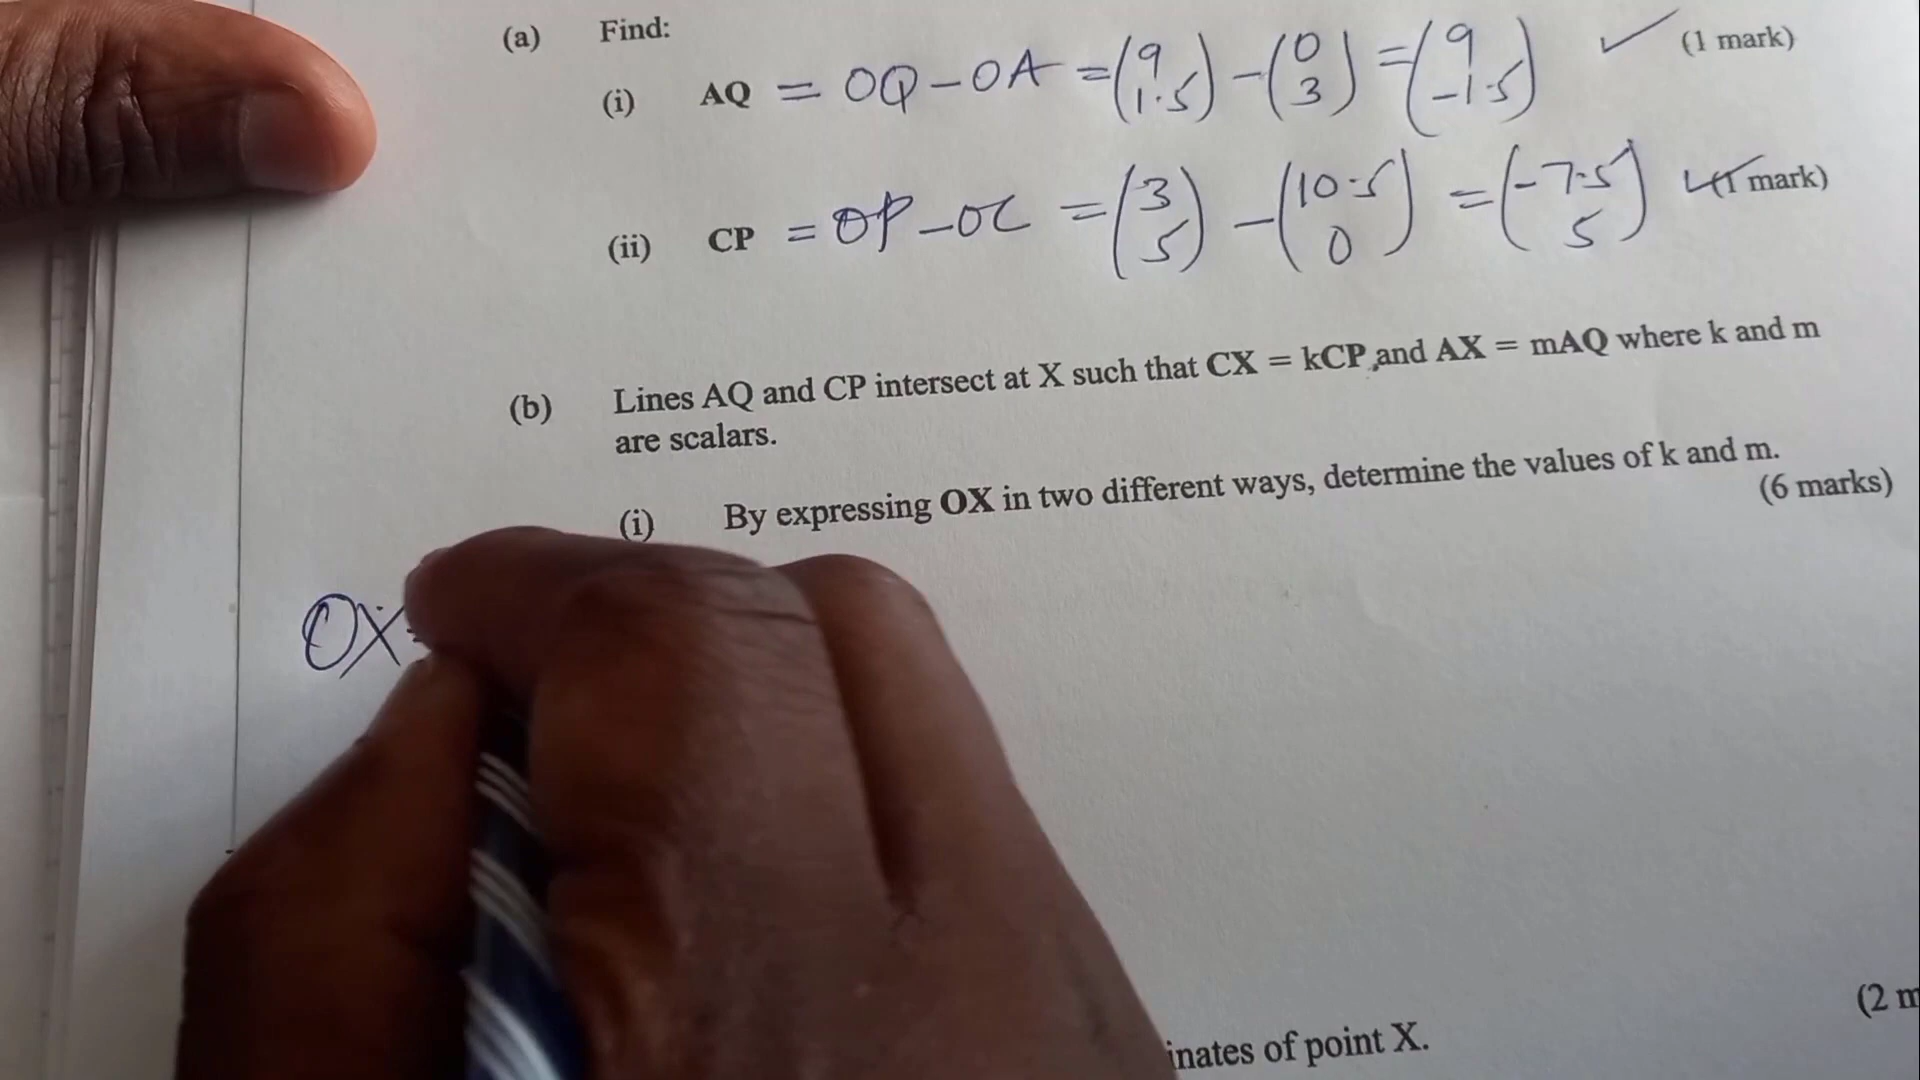 (a) Find:
(i) AQ = OQ - OA = (9 1.5) - (0 3) = (9 -1.5) ✓ (1 mark)
(ii) CP = OP - OC = (3 5) - (10.5 0) = (-7.5 5) ✓ (1 mark)
(b) Lines AQ and CP intersect at X such that CX = kCP and AX = mAQ where k and m
are scalars.
(i) By expressing OX in two different ways, determine the values of k and m.
(6 marks)
OX
(2 m
inates of point X.